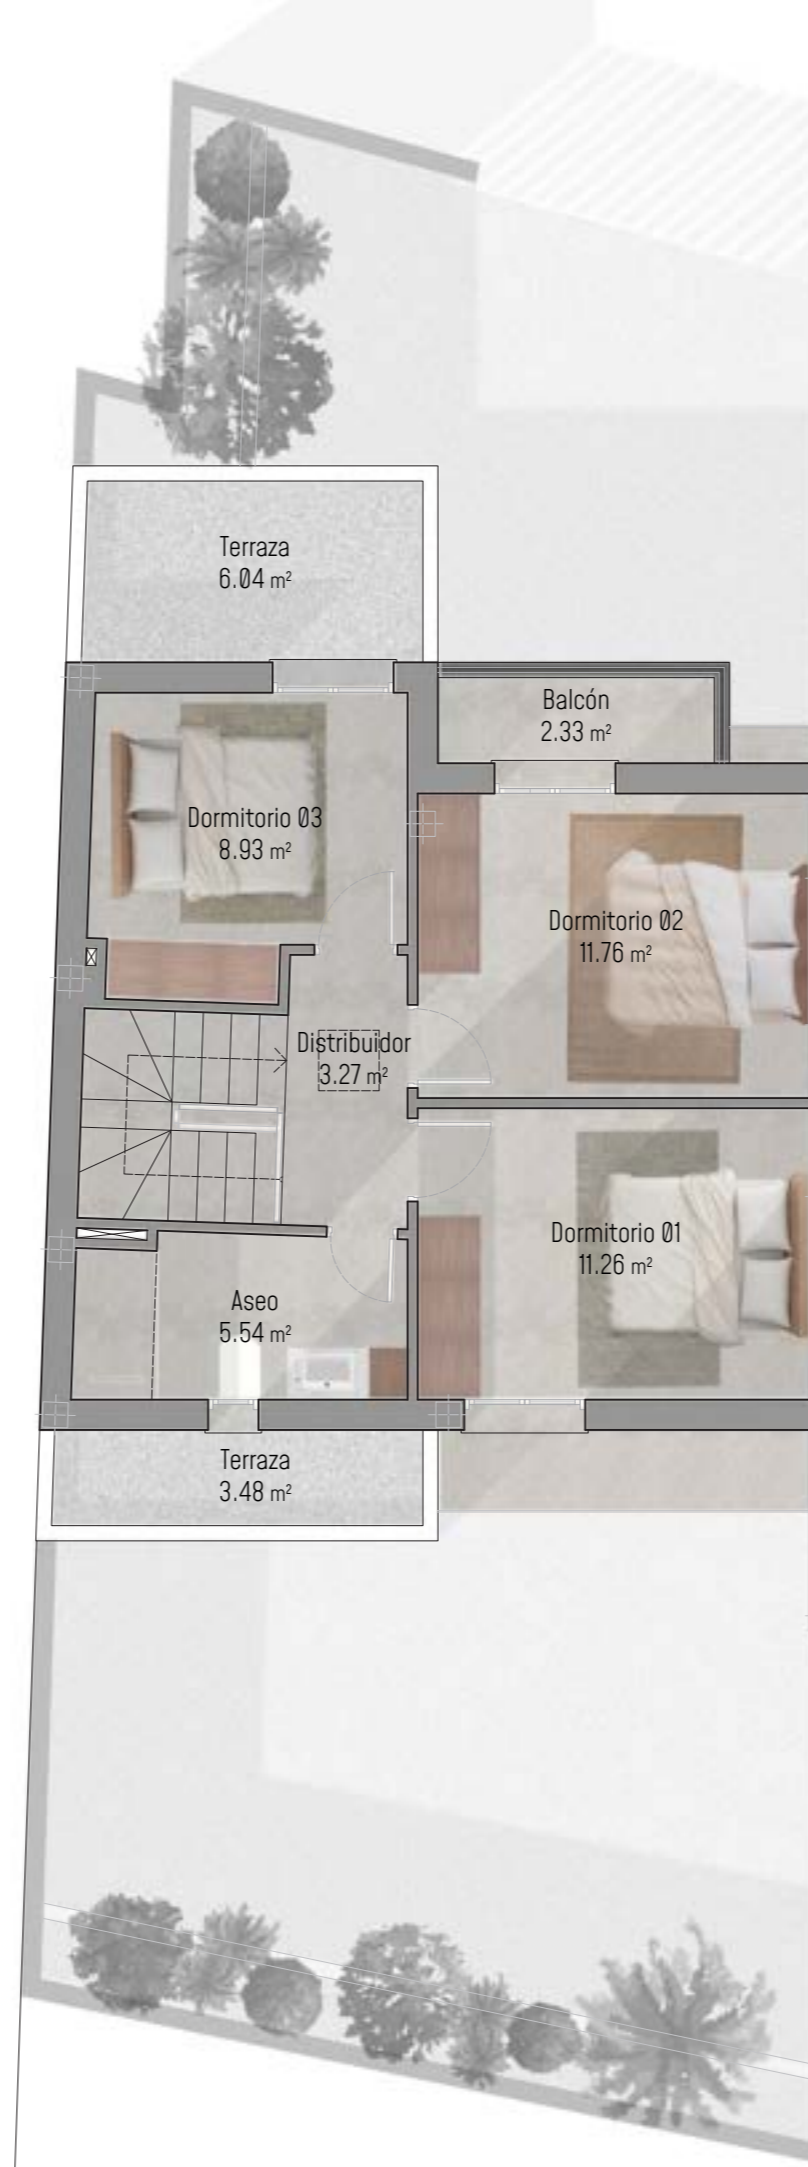 Terraza
6.04 m²
Balcón
2.33 m²
Dormitorio 03
8.93 m²
Dormitorio 02
11.76 m²
Distribuidor
3.27 m²
Dormitorio 01
11.26 m²
Aseo
5.54 m²
Terraza
3.48 m²